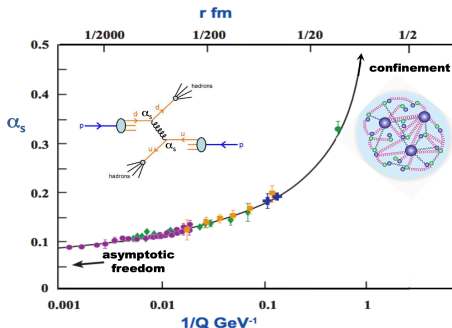 r fm
1/2000
1/200
1/20
1/2
0.5
0.4
0.3
0.2
0.1
0
αs
confinement
hadrons
d
αs
d
p
u
p
u
αs
hadrons
asymptotic
freedom
0.001
0.01
0.1
1
1/Q GeV-1